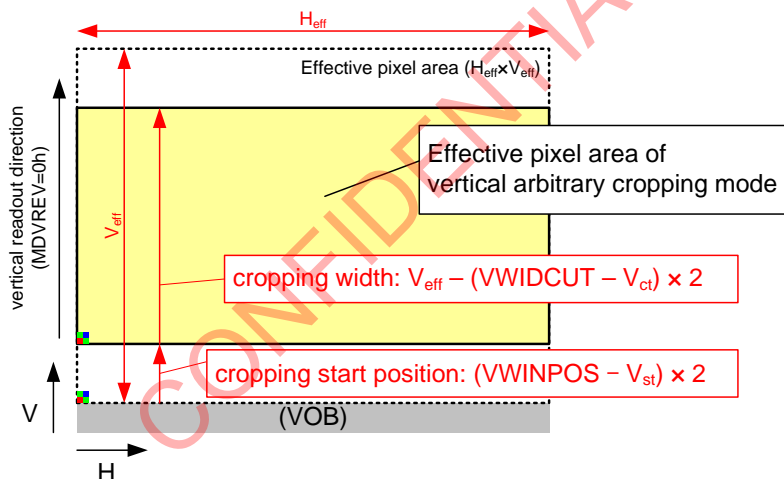 H_eff
Effective pixel area (H_eff×V_eff)
vertical readout direction
(MDVREV=0h)
V_eff
Effective pixel area of
vertical arbitrary cropping mode
cropping width: V_eff – (VWIDCUT – V_ct) × 2
cropping start position: (VWINPOS – V_st) × 2
V
(VOB)
H
CONFIDENTIA